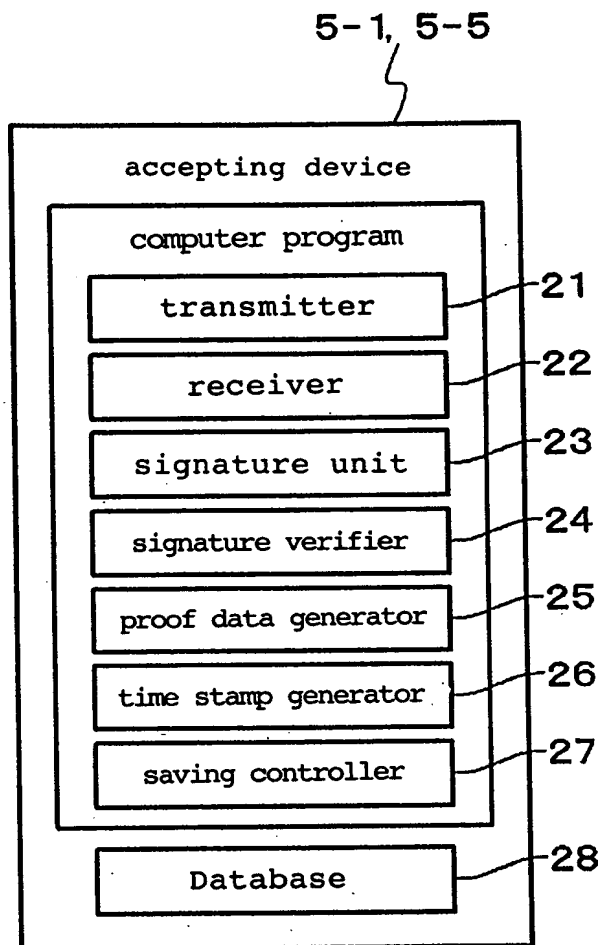 5-1, 5-5
accepting device
computer program
transmitter 21
receiver 22
signature unit 23
signature verifier 24
proof data generator 25
time stamp generator 26
saving controller 27
Database 28